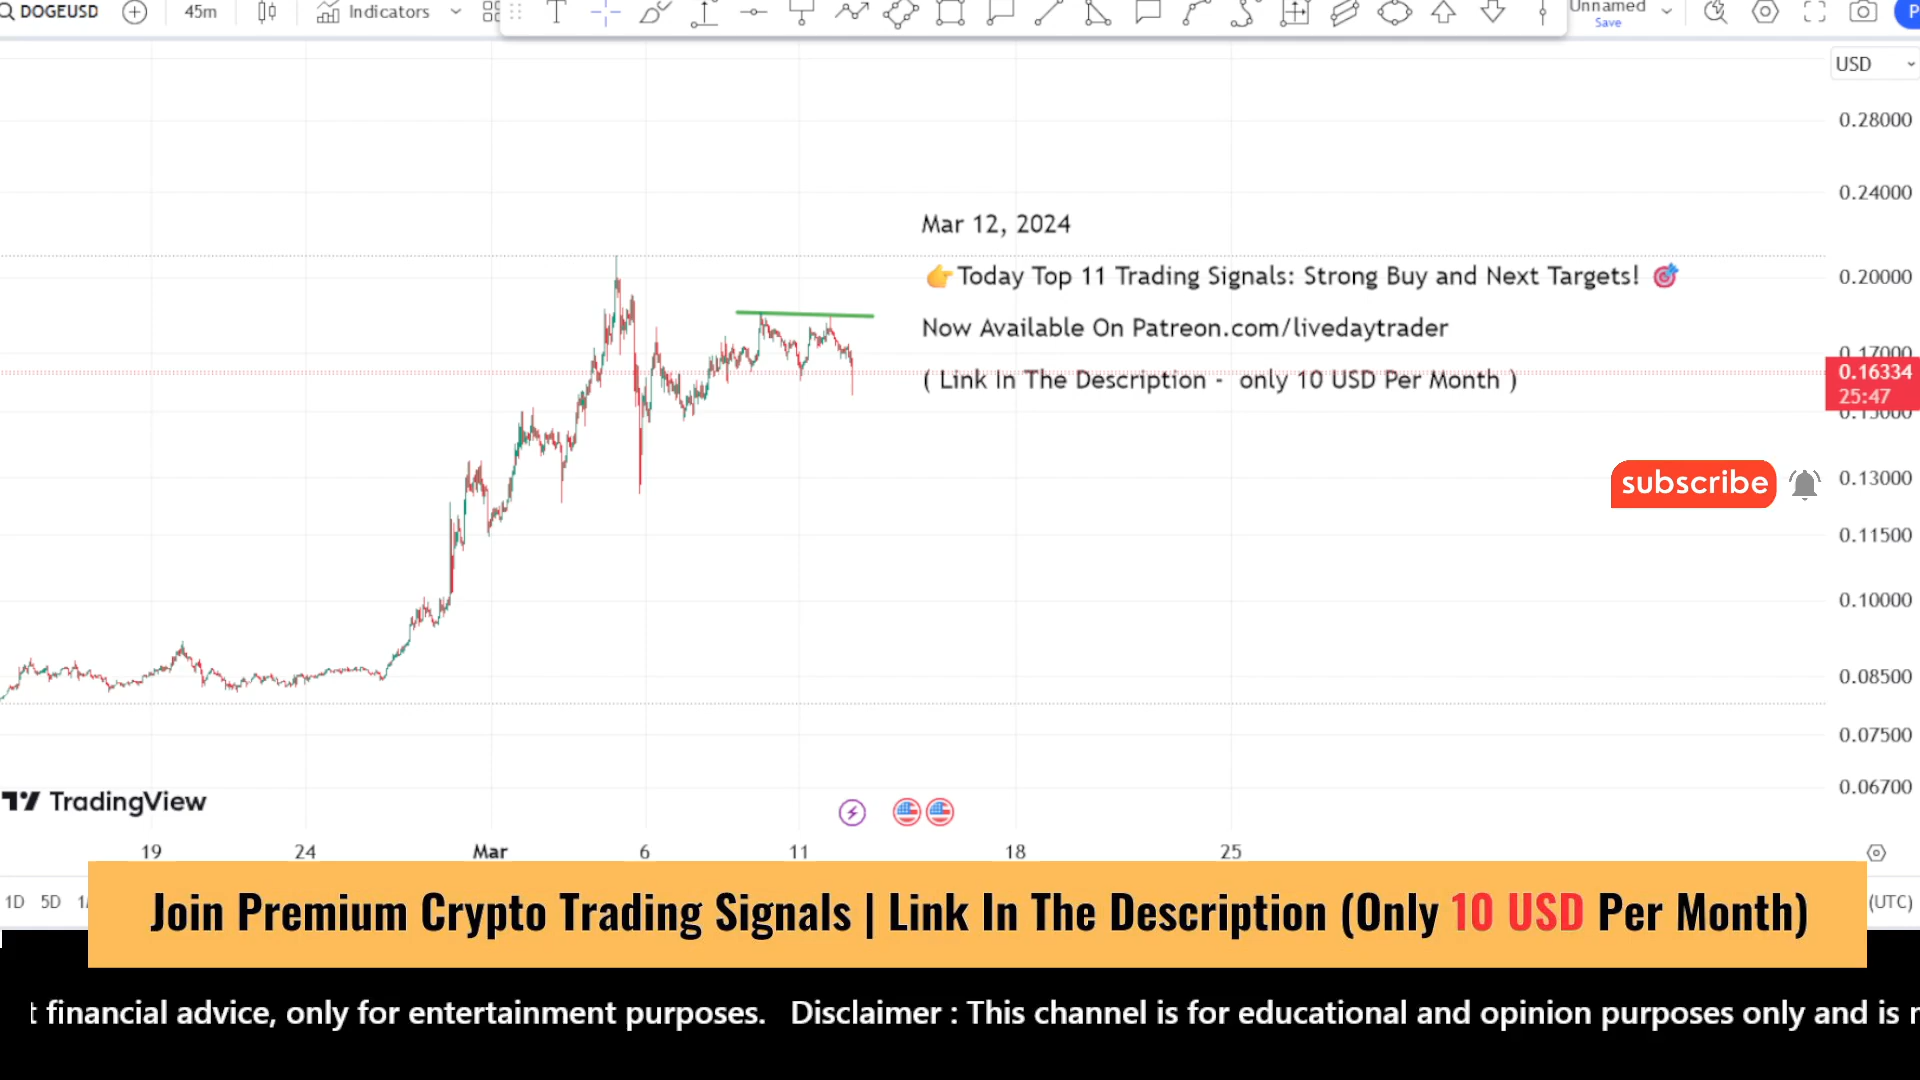 DOGEUSD
45m
Indicators
Unnamed
Save
USD
0.28000
0.24000
Mar 12, 2024
👉Today Top 11 Trading Signals: Strong Buy and Next Targets! 🎯
0.20000
Now Available On Patreon.com/livedaytrader
0.17000
0.16334
( Link In The Description - only 10 USD Per Month )
25:47
0.15000
subscribe
0.13000
0.11500
0.10000
0.08500
0.07500
0.06700
TradingView
19 24 Mar 6 11 18 25
1D 5D
(UTC)
Join Premium Crypto Trading Signals | Link In The Description (Only 10 USD Per Month)
t financial advice, only for entertainment purposes. Disclaimer : This channel is for educational and opinion purposes only and is